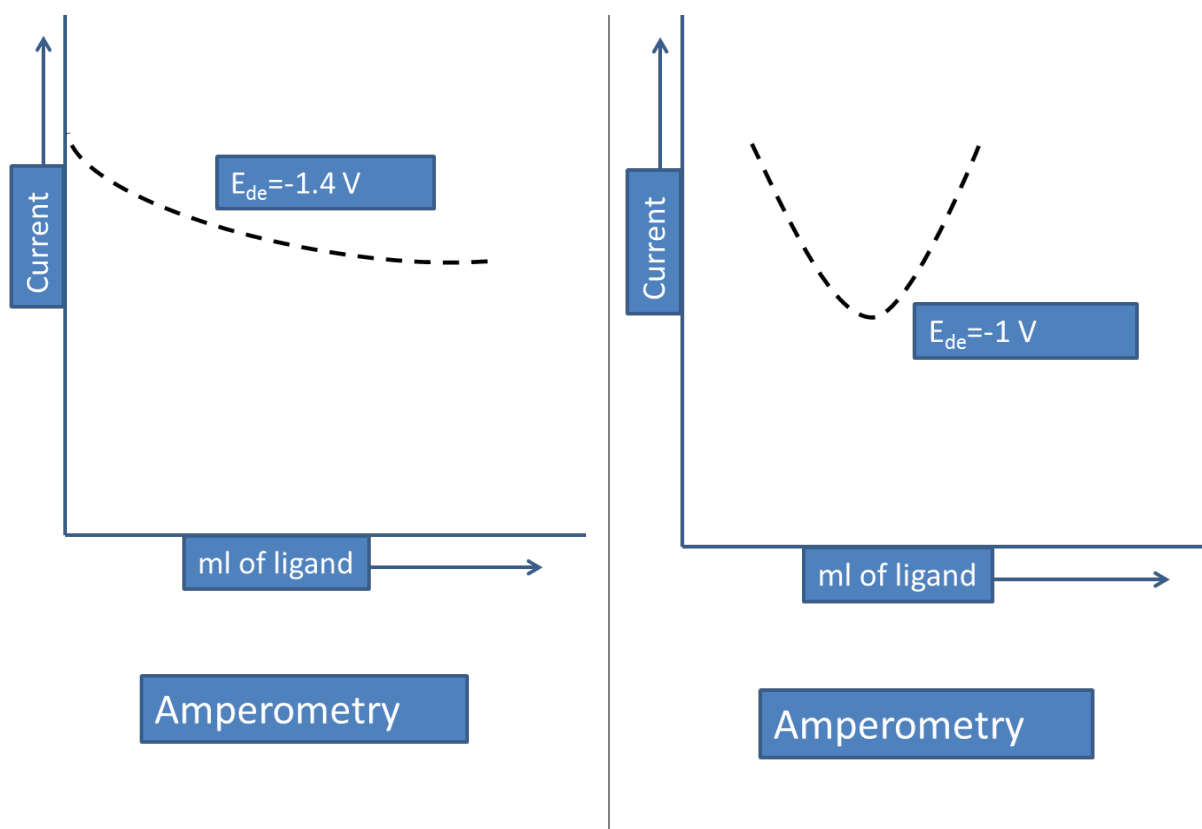 Current
E_de=-1.4 V
ml of ligand
Amperometry
Current
E_de=-1 V
ml of ligand
Amperometry